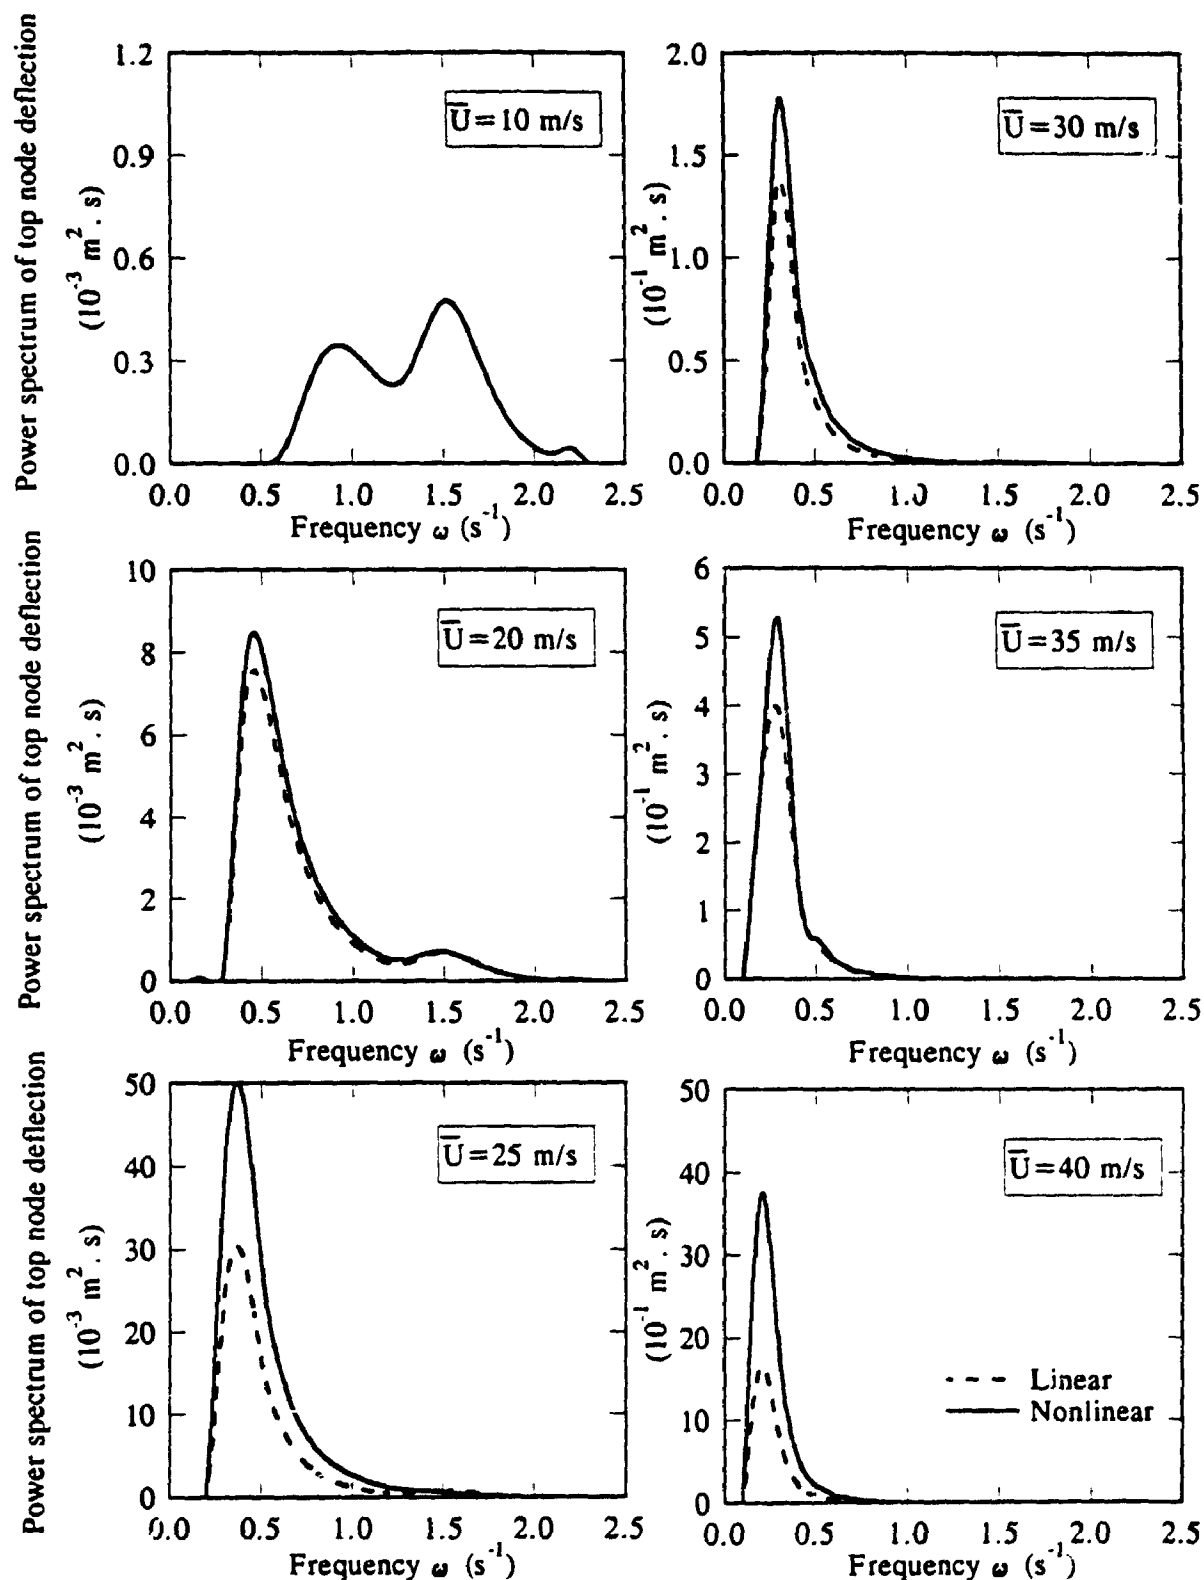 Power spectrum of top node deflection
(10⁻³ m². s)
1.2
0.9
0.6
0.3
0.0
U̅=10 m/s
0.0 0.5 1.0 1.5 2.0 2.5
Frequency ω (s⁻¹)
(10⁻¹ m². s)
2.0
1.5
1.0
0.5
0.0
U̅=30 m/s
0.0 0.5 1.0 1.5 2.0 2.5
Frequency ω (s⁻¹)
Power spectrum of top node deflection
(10⁻³ m². s)
10
8
6
4
2
0
U̅=20 m/s
0.0 0.5 1.0 1.5 2.0 2.5
Frequency ω (s⁻¹)
(10⁻¹ m². s)
6
5
4
3
2
1
0
U̅=35 m/s
0.0 0.5 1.0 1.5 2.0 2.5
Frequency ω (s⁻¹)
Power spectrum of top node deflection
(10⁻³ m². s)
50
40
30
20
10
0
U̅=25 m/s
0.0 0.5 1.0 1.5 2.0 2.5
Frequency ω (s⁻¹)
(10⁻¹ m². s)
50
40
30
20
10
0
U̅=40 m/s
Linear
Nonlinear
0.0 0.5 1.0 1.5 2.0 2.5
Frequency ω (s⁻¹)